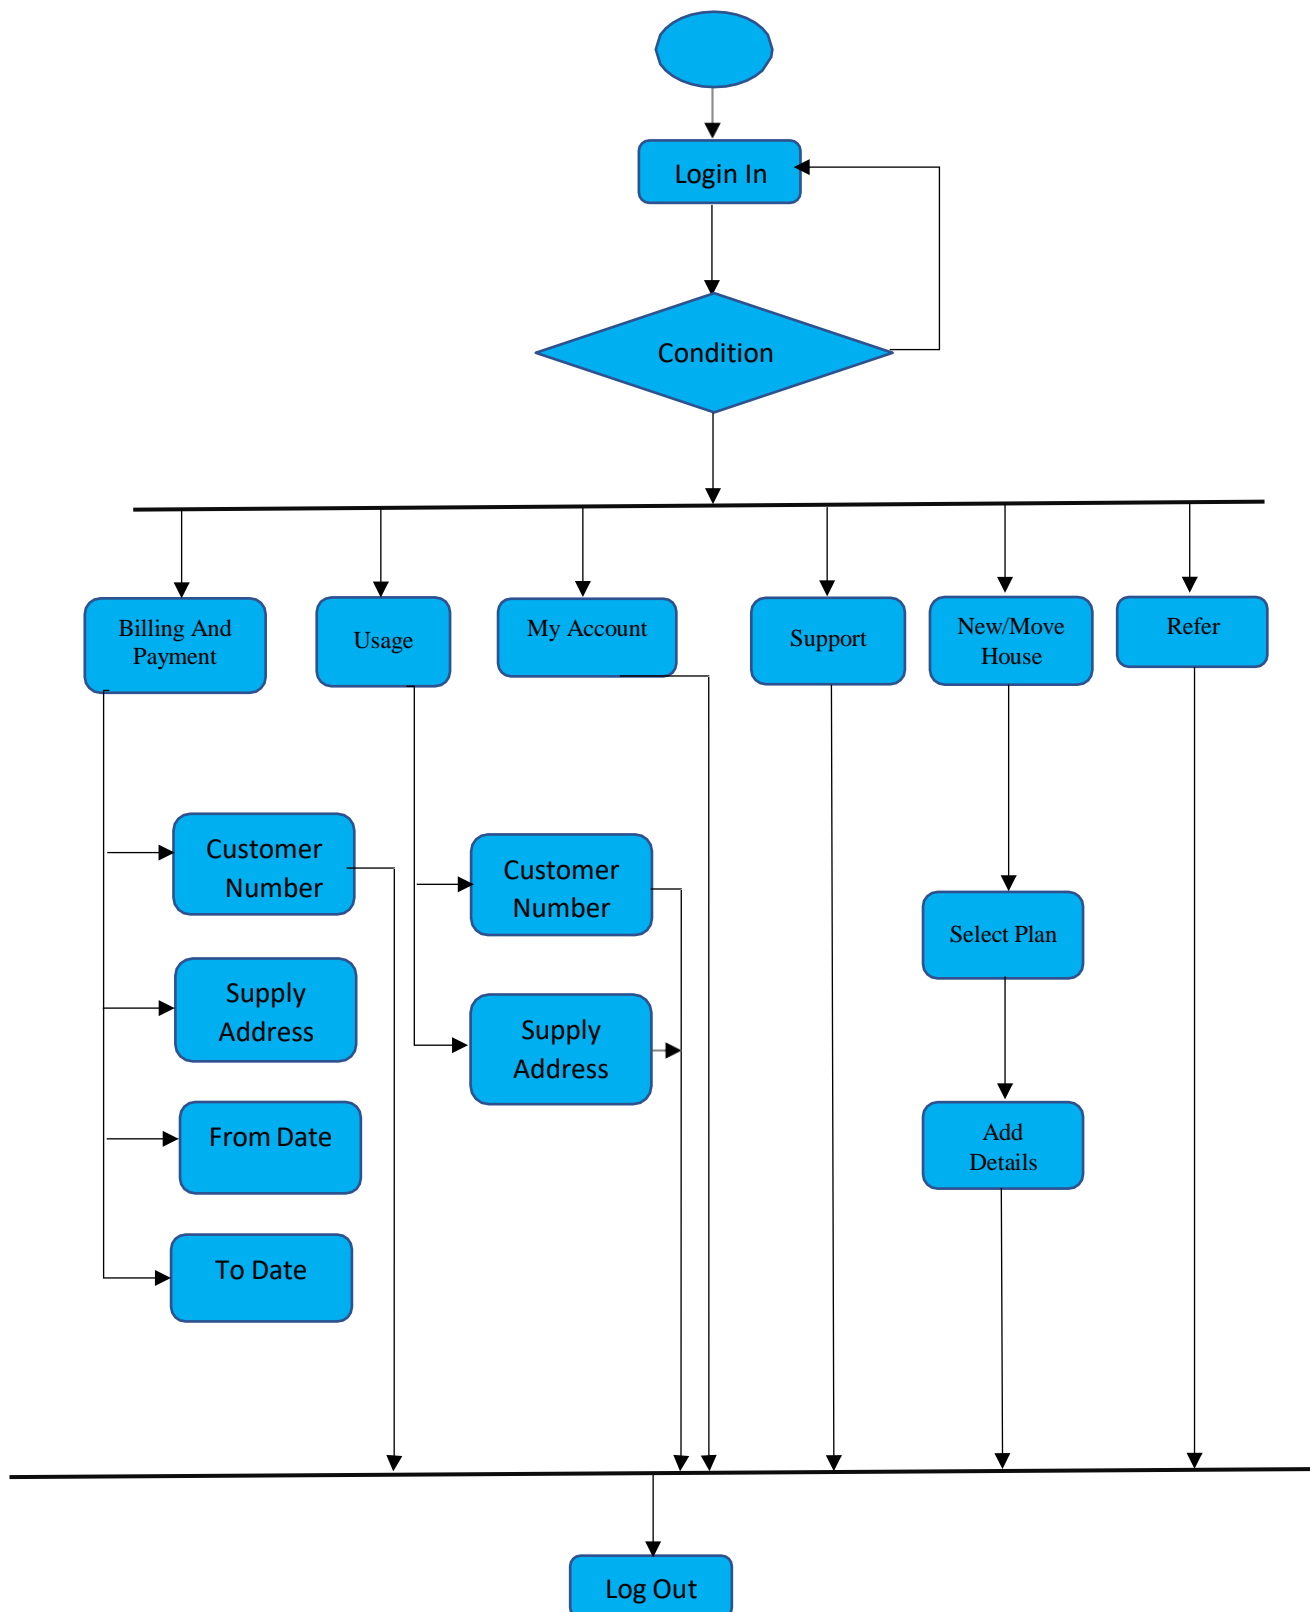 Login In
Condition
Billing And
Payment
Usage
My Account
Support
New/Move
House
Refer
Customer
Number
Supply
Address
From Date
To Date
Customer
Number
Supply
Address
Select Plan
Add
Details
Log Out